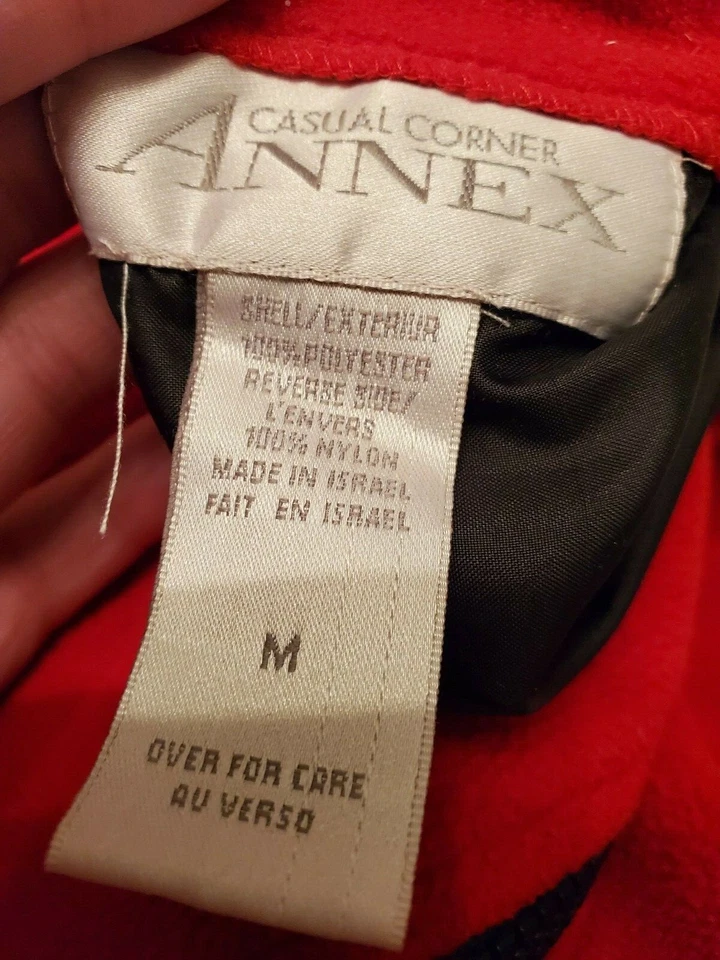 CASUAL CORNER
ANNEX
SHELL/EXTERIUR
100%POLYESTER
REVERSE SIDE/
L'ENVERS
100% NYLON
MADE IN ISRAEL
FAIT EN ISRAEL
M
OVER FOR CARE
AU VERSO